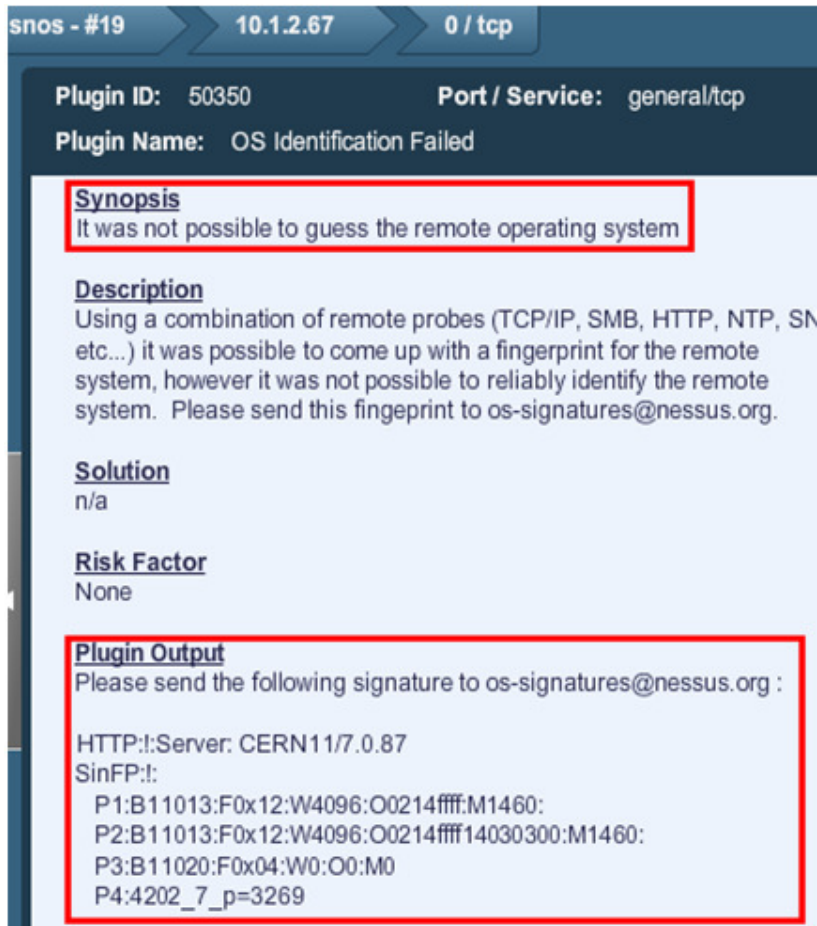 snos - #19 10.1.2.67 0 / tcp
Plugin ID: 50350 Port / Service: general/tcp
Plugin Name: OS Identification Failed
Synopsis
It was not possible to guess the remote operating system
Description
Using a combination of remote probes (TCP/IP, SMB, HTTP, NTP, SN
etc...) it was possible to come up with a fingerprint for the remote
system, however it was not possible to reliably identify the remote
system. Please send this fingeprint to os-signatures@nessus.org.
Solution
n/a
Risk Factor
None
Plugin Output
Please send the following signature to os-signatures@nessus.org :
HTTP:!:Server: CERN11/7.0.87
SinFP:!:
P1:B11013:F0x12:W4096:O0214ffff:M1460:
P2:B11013:F0x12:W4096:O0214ffff14030300:M1460:
P3:B11020:F0x04:W0:O0:M0
P4:4202_7_p=3269